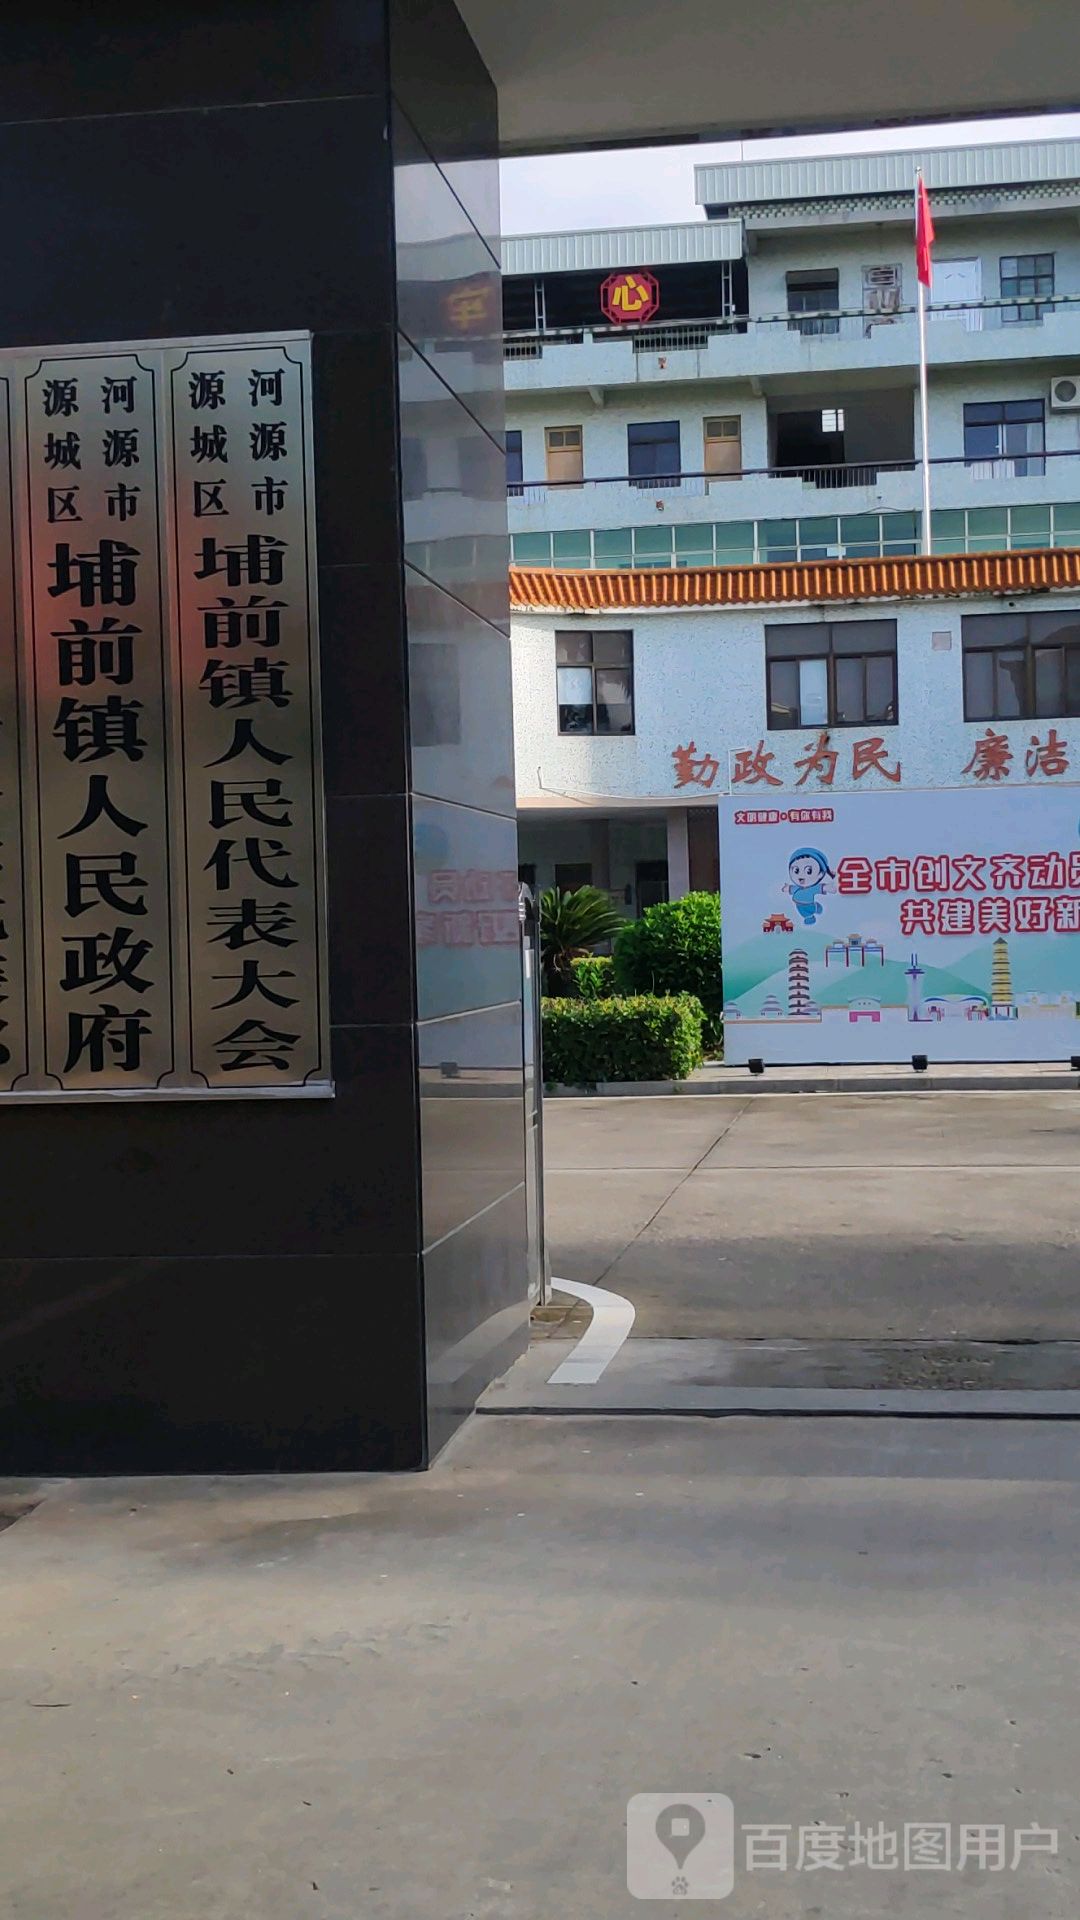 河源市
源城区
埔前镇人民代表大会
河源市
源城区
埔前镇人民政府
心
勤政为民 廉洁
文明健康·有你有我
全市创文齐动员
共建美好新
百度地图用户